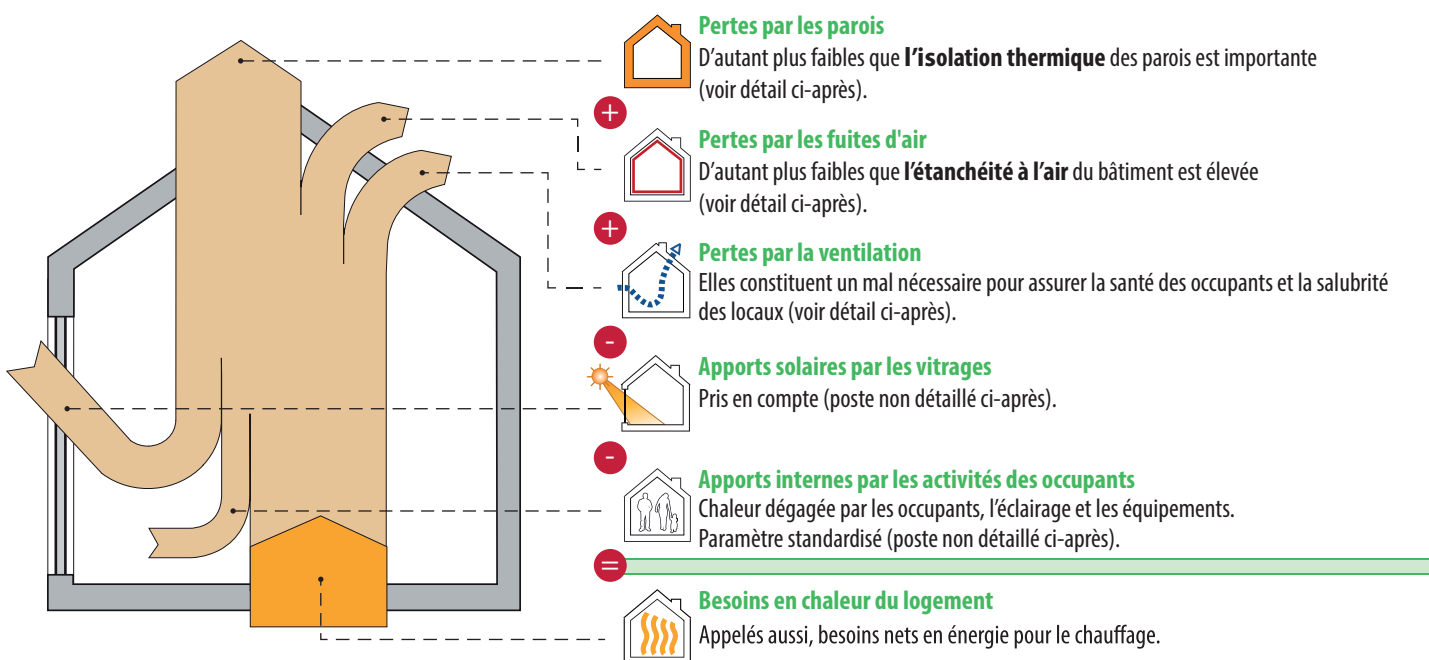 Pertes par les parois
D'autant plus faibles que l'isolation thermique des parois est importante
(voir détail ci-après).
+
Pertes par les fuites d'air
D'autant plus faibles que l'étanchéité à l'air du bâtiment est élevée
(voir détail ci-après).
+
Pertes par la ventilation
Elles constituent un mal nécessaire pour assurer la santé des occupants et la salubrité
des locaux (voir détail ci-après).
-
Apports solaires par les vitrages
Pris en compte (poste non détaillé ci-après).
-
Apports internes par les activités des occupants
Chaleur dégagée par les occupants, l'éclairage et les équipements.
Paramètre standardisé (poste non détaillé ci-après).
=
Besoins en chaleur du logement
Appelés aussi, besoins nets en énergie pour le chauffage.